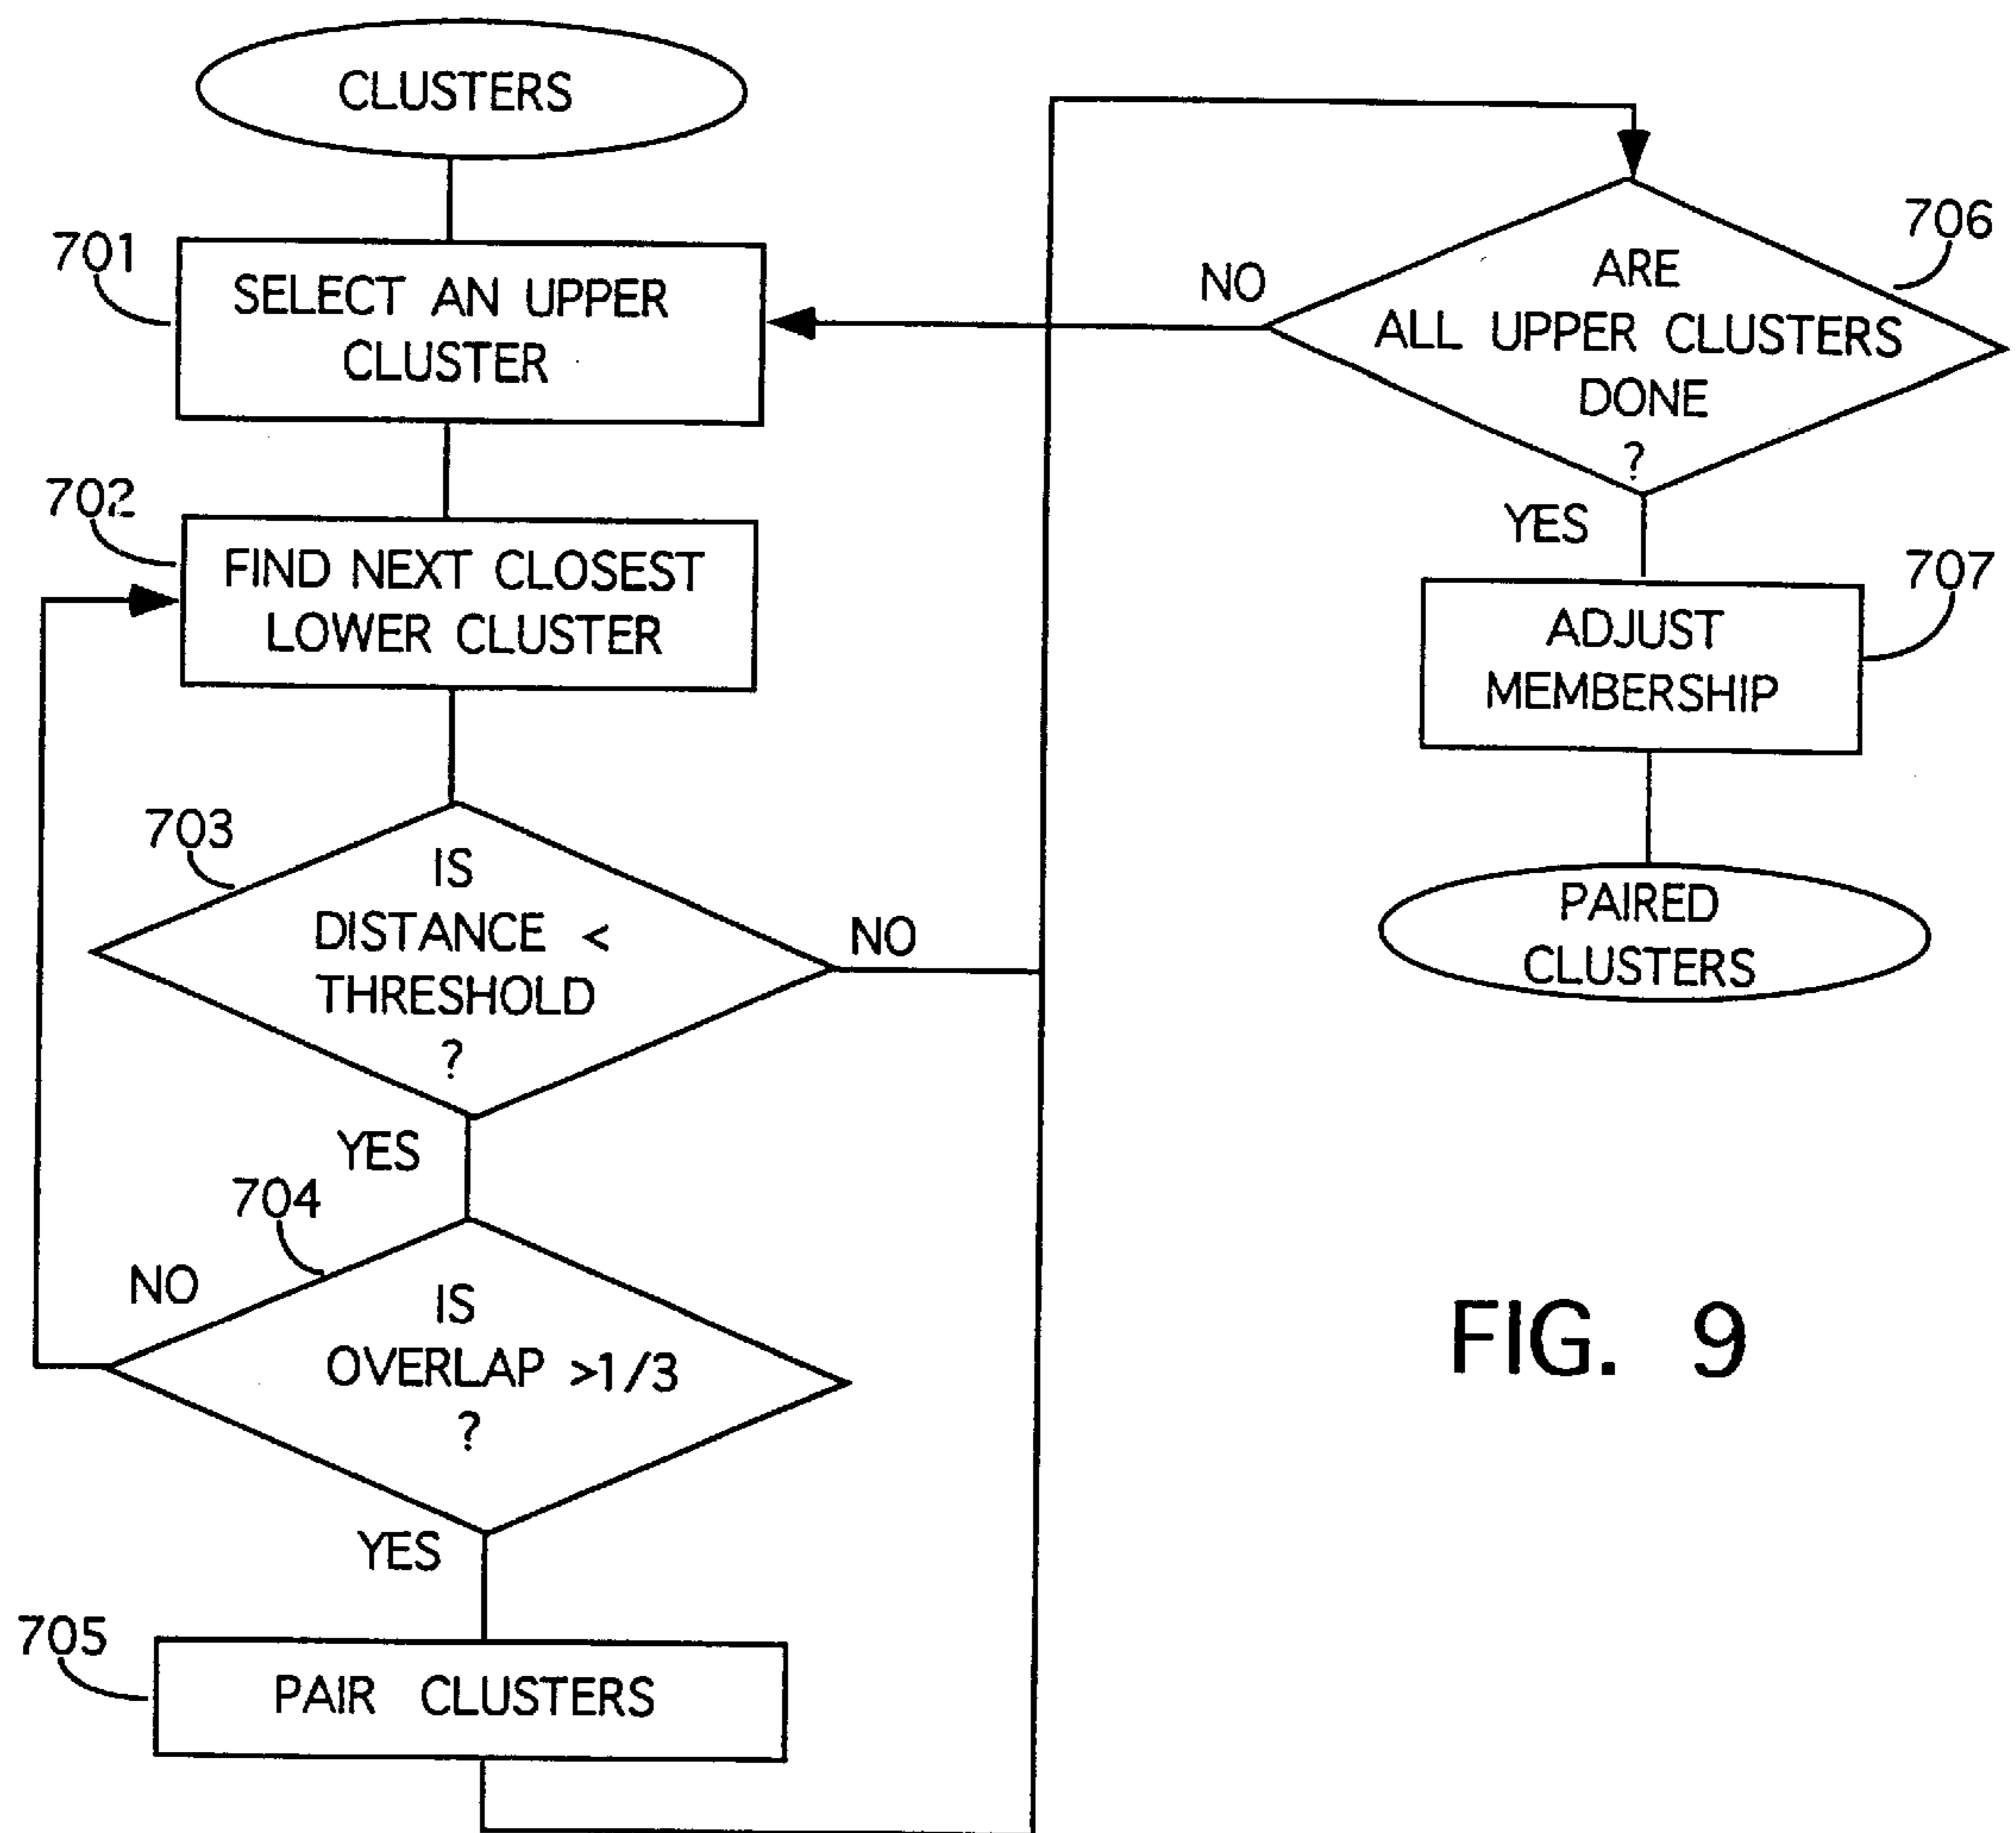 CLUSTERS
701
SELECT AN UPPER
CLUSTER
702
FIND NEXT CLOSEST
LOWER CLUSTER
703
IS
DISTANCE <
THRESHOLD
?
NO
YES
704
NO
IS
OVERLAP >1/3
?
YES
705
PAIR CLUSTERS
706
NO
ARE
ALL UPPER CLUSTERS
DONE
?
YES
707
ADJUST
MEMBERSHIP
PAIRED
CLUSTERS
FIG. 9